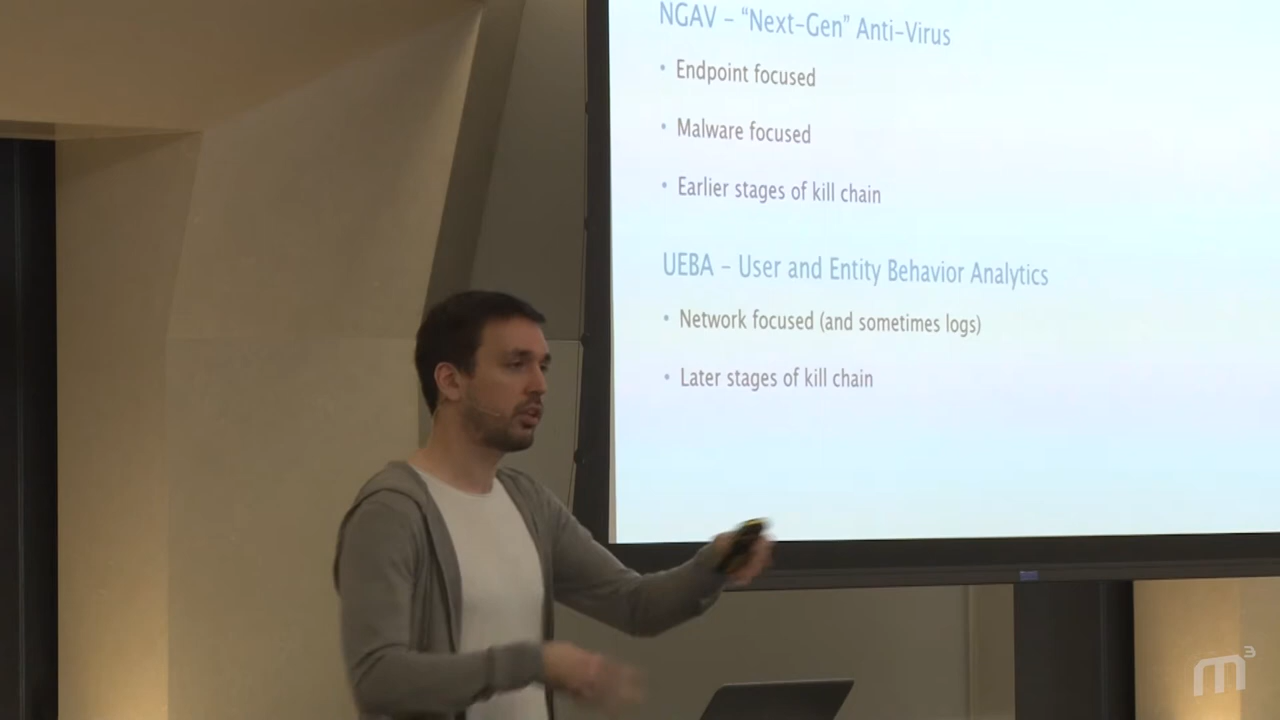 NGAV – “Next-Gen” Anti-Virus
• Endpoint focused
• Malware focused
• Earlier stages of kill chain
UEBA – User and Entity Behavior Analytics
• Network focused (and sometimes logs)
• Later stages of kill chain
m3